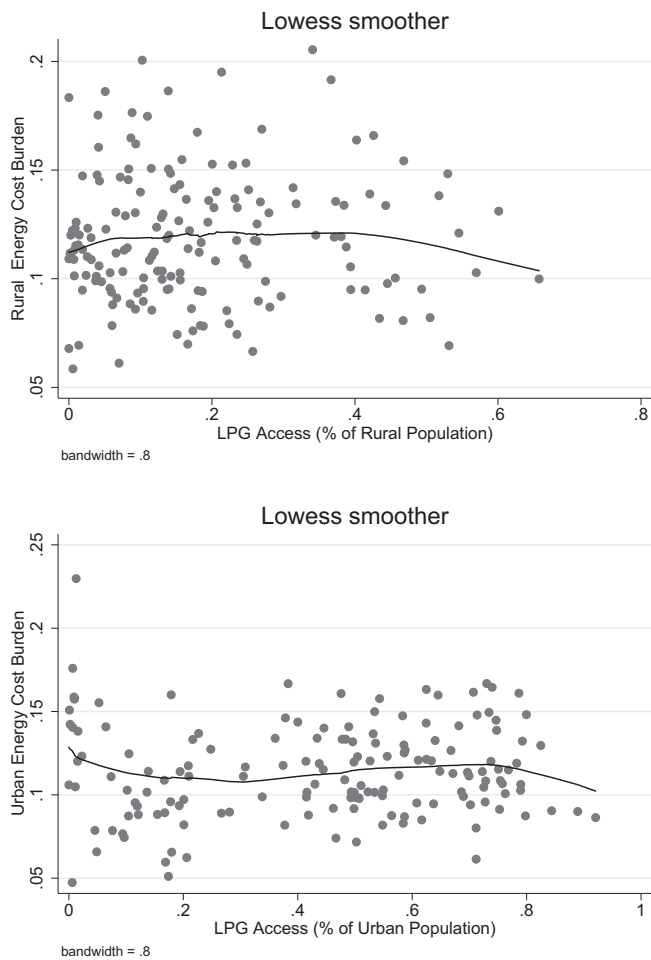 Lowess smoother
Rural Energy Cost Burden
.2
.15
.1
.05
0 .2 .4 .6 .8
LPG Access (% of Rural Population)
bandwidth = .8
Lowess smoother
Urban Energy Cost Burden
.25
.2
.15
.1
.05
0 .2 .4 .6 .8 1
LPG Access (% of Urban Population)
bandwidth = .8